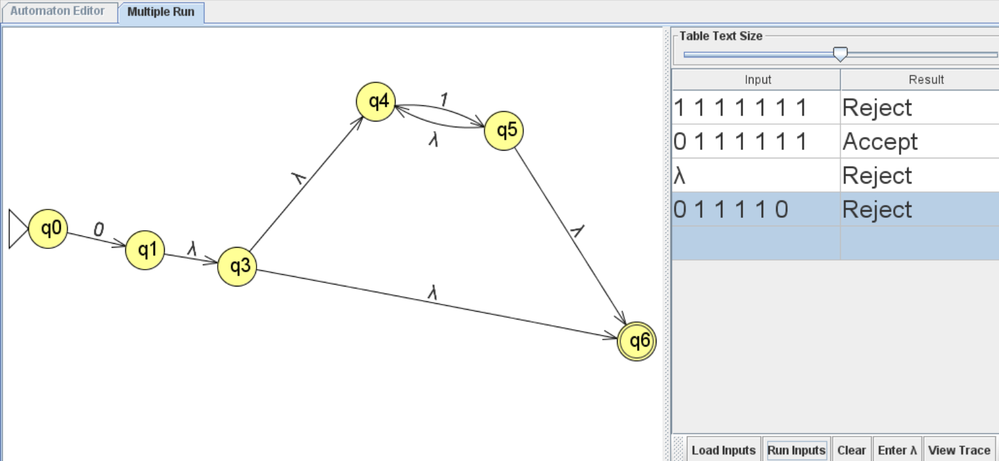 Automaton Editor
Multiple Run
Table Text Size
Input Result
1 1 1 1 1 1 1 Reject
0 1 1 1 1 1 1 Accept
λ Reject
0 1 1 1 1 0 Reject
q4
1
q5
λ
λ
q0
0
q1
λ
q3
λ
λ
q6
Load Inputs Run Inputs Clear Enter λ View Trace